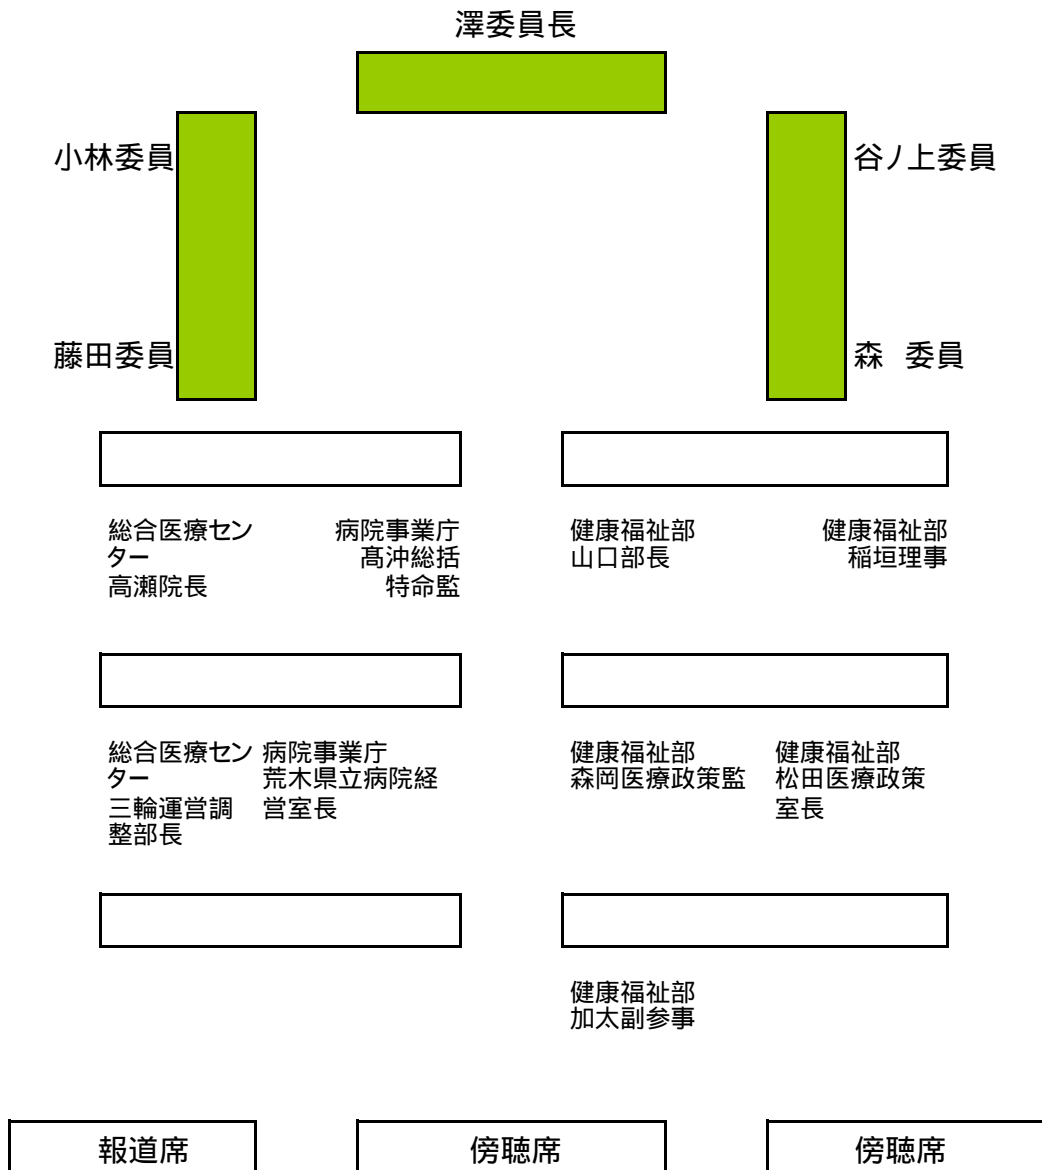 澤委員長
小林委員
谷ノ上委員
藤田委員
森 委員
総合医療セン
ター
高瀬院長
病院事業庁
髙沖総括
特命監
健康福祉部
山口部長
健康福祉部
稲垣理事
総合医療セン
ター
三輪運営調
整部長
病院事業庁
荒木県立病院経
営室長
健康福祉部
森岡医療政策監
健康福祉部
松田医療政策
室長
健康福祉部
加太副参事
報道席
傍聴席
傍聴席